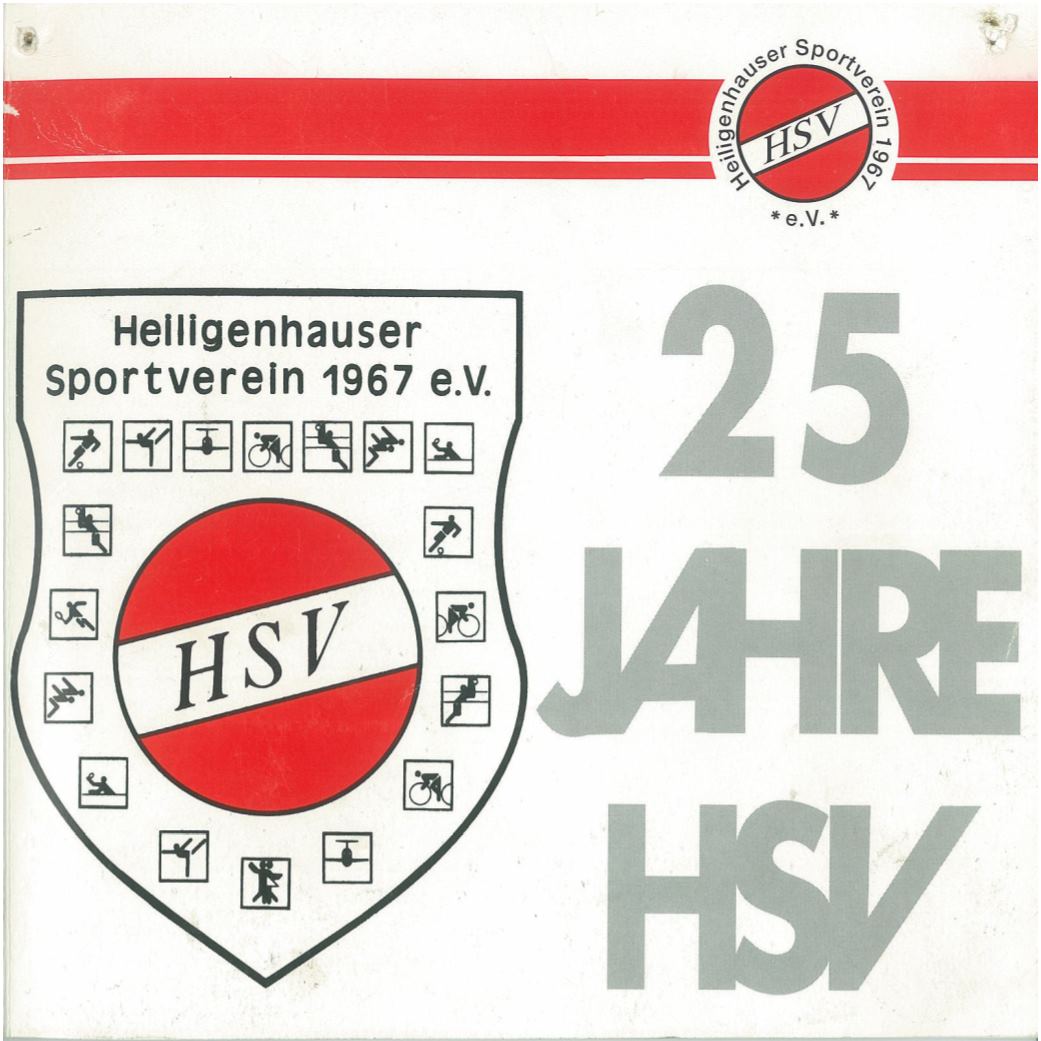 Heiligenhauser Sportverein 1967
* e.V. *
HSV
Heiligenhauser
Sportverein 1967 e.V.
HSV
25
JAHRE
HSV